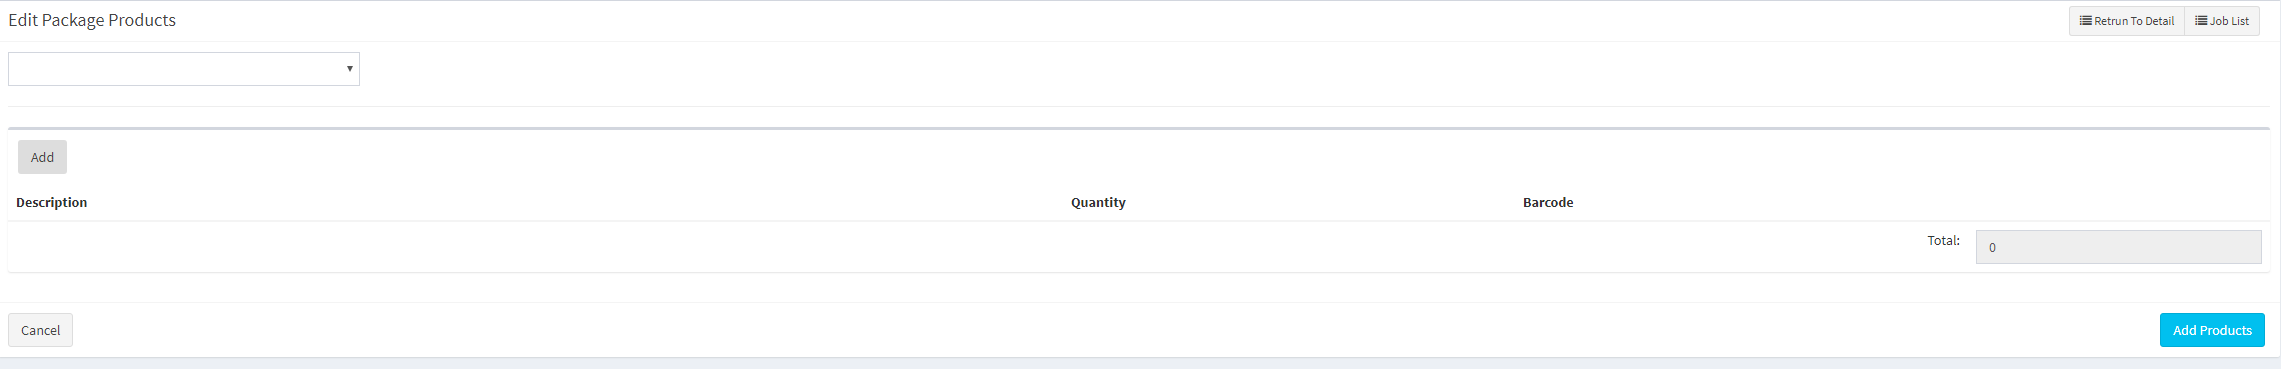 Edit Package Products
Retrun To Detail
Job List
Add
Description Quantity Barcode
Total: 0
Cancel
Add Products